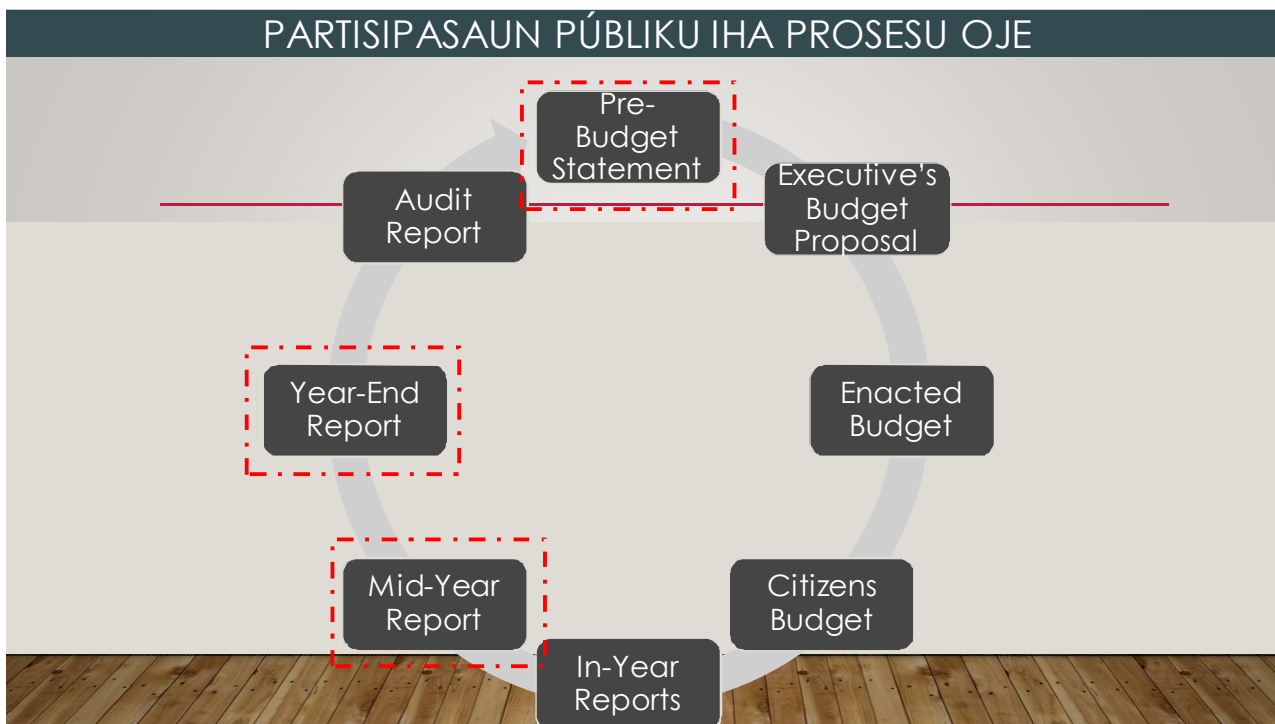 PARTISIPASAUN PÚBLIKU IHA PROSESU OJE
Pre-
Budget
Statement
Executive’s
Budget
Proposal
Enacted
Budget
Citizens
Budget
In-Year
Reports
Mid-Year
Report
Year-End
Report
Audit
Report